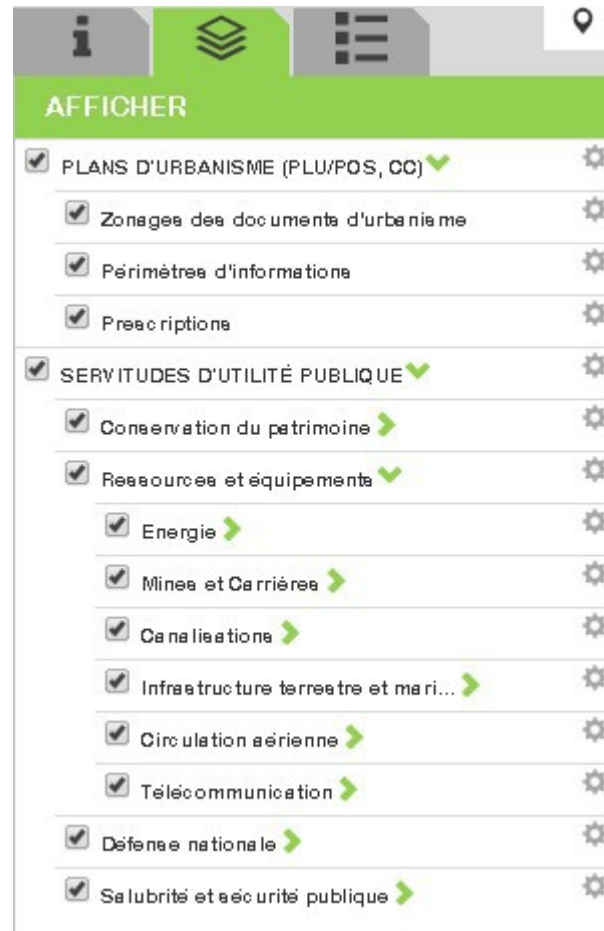 AFFICHER
PLANS D'URBANISME (PLU/POS, CC)
Zonages des documents d'urbanisme
Périmètres d'informations
Prescriptions
SERVITUDES D'UTILITÉ PUBLIQUE
Conservation du patrimoine
Ressources et équipements
Energie
Mines et Carrières
Canalisations
Infrastructure terrestre et mari...
Circulation aérienne
Télécommunication
Défense nationale
Salubrité et sécurité publique